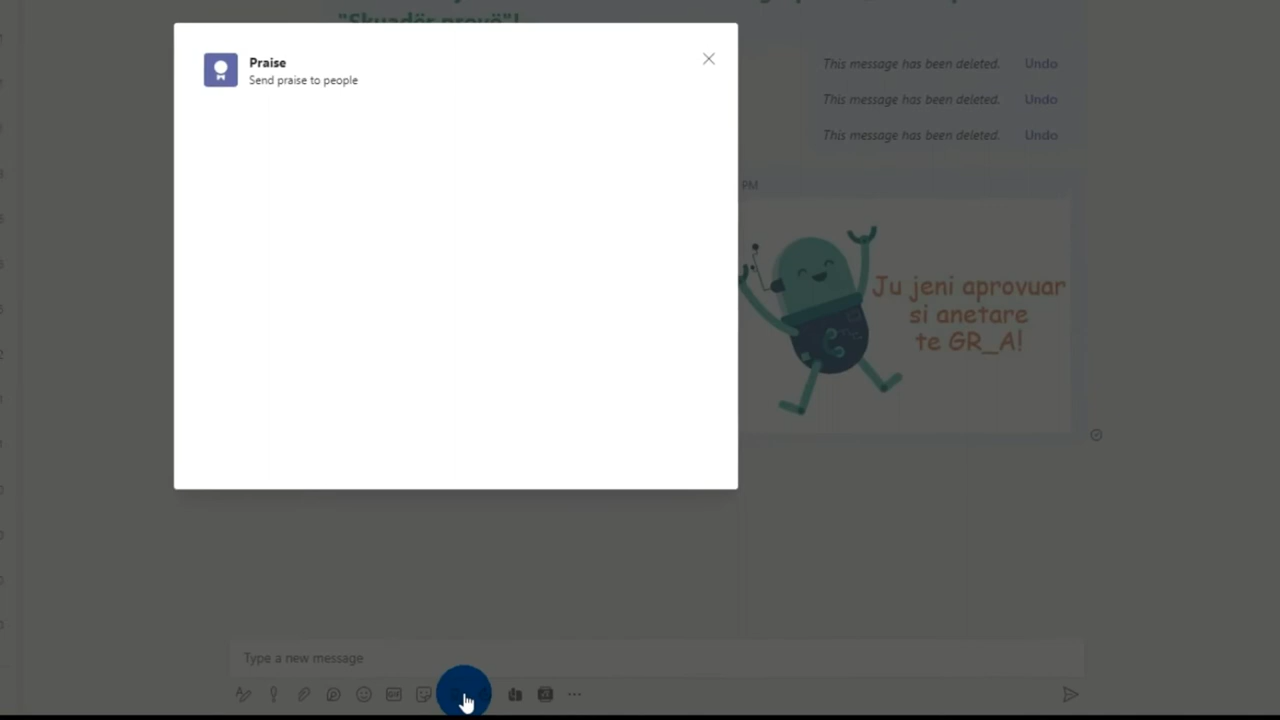 "Skuadër provë"!
Praise
Send praise to people
This message has been deleted. Undo
This message has been deleted. Undo
This message has been deleted. Undo
PM
Ju jeni aprovuar
si anetare
te GR_A!
Type a new message
GIF